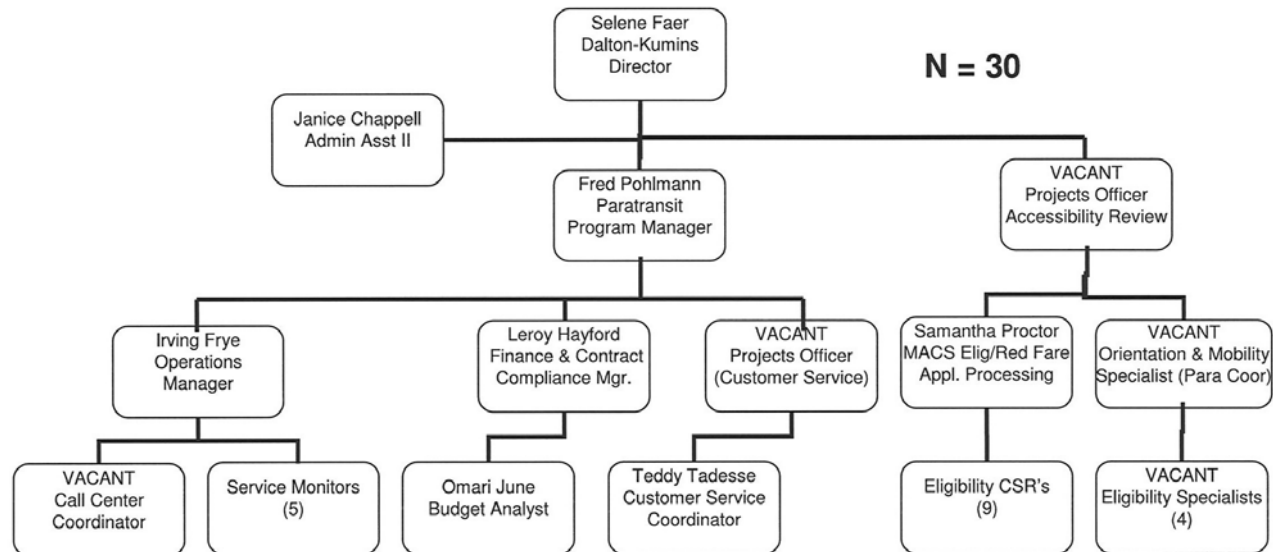 Selene Faer
Dalton-Kumins
Director
N = 30
Janice Chappell
Admin Asst II
Fred Pohlmann
Paratransit
Program Manager
VACANT
Projects Officer
Accessibility Review
Irving Frye
Operations
Manager
Leroy Hayford
Finance & Contract
Compliance Mgr.
VACANT
Projects Officer
(Customer Service)
Samantha Proctor
MACS Elig/Red Fare
Appl. Processing
VACANT
Orientation & Mobility
Specialist (Para Coor)
VACANT
Call Center
Coordinator
Service Monitors
(5)
Omari June
Budget Analyst
Teddy Tadesse
Customer Service
Coordinator
Eligibility CSR's
(9)
VACANT
Eligibility Specialists
(4)